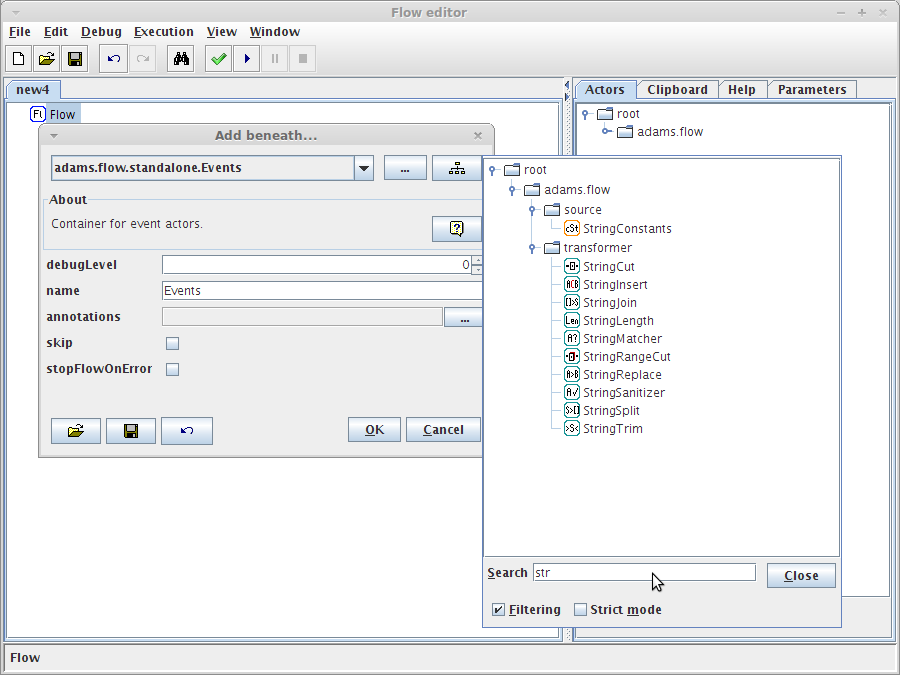 Flow editor
File Edit Debug Execution View Window
new4
Flow
Actors Clipboard Help Parameters
root
adams.flow
Add beneath...
adams.flow.standalone.Events
...
About
Container for event actors.
debugLevel 0
name Events
annotations ...
skip
stopFlowOnError
OK Cancel
root
adams.flow
source
StringConstants
transformer
StringCut
StringInsert
StringJoin
StringLength
StringMatcher
StringRangeCut
StringReplace
StringSanitizer
StringSplit
StringTrim
Search str Close
Filtering Strict mode
Flow